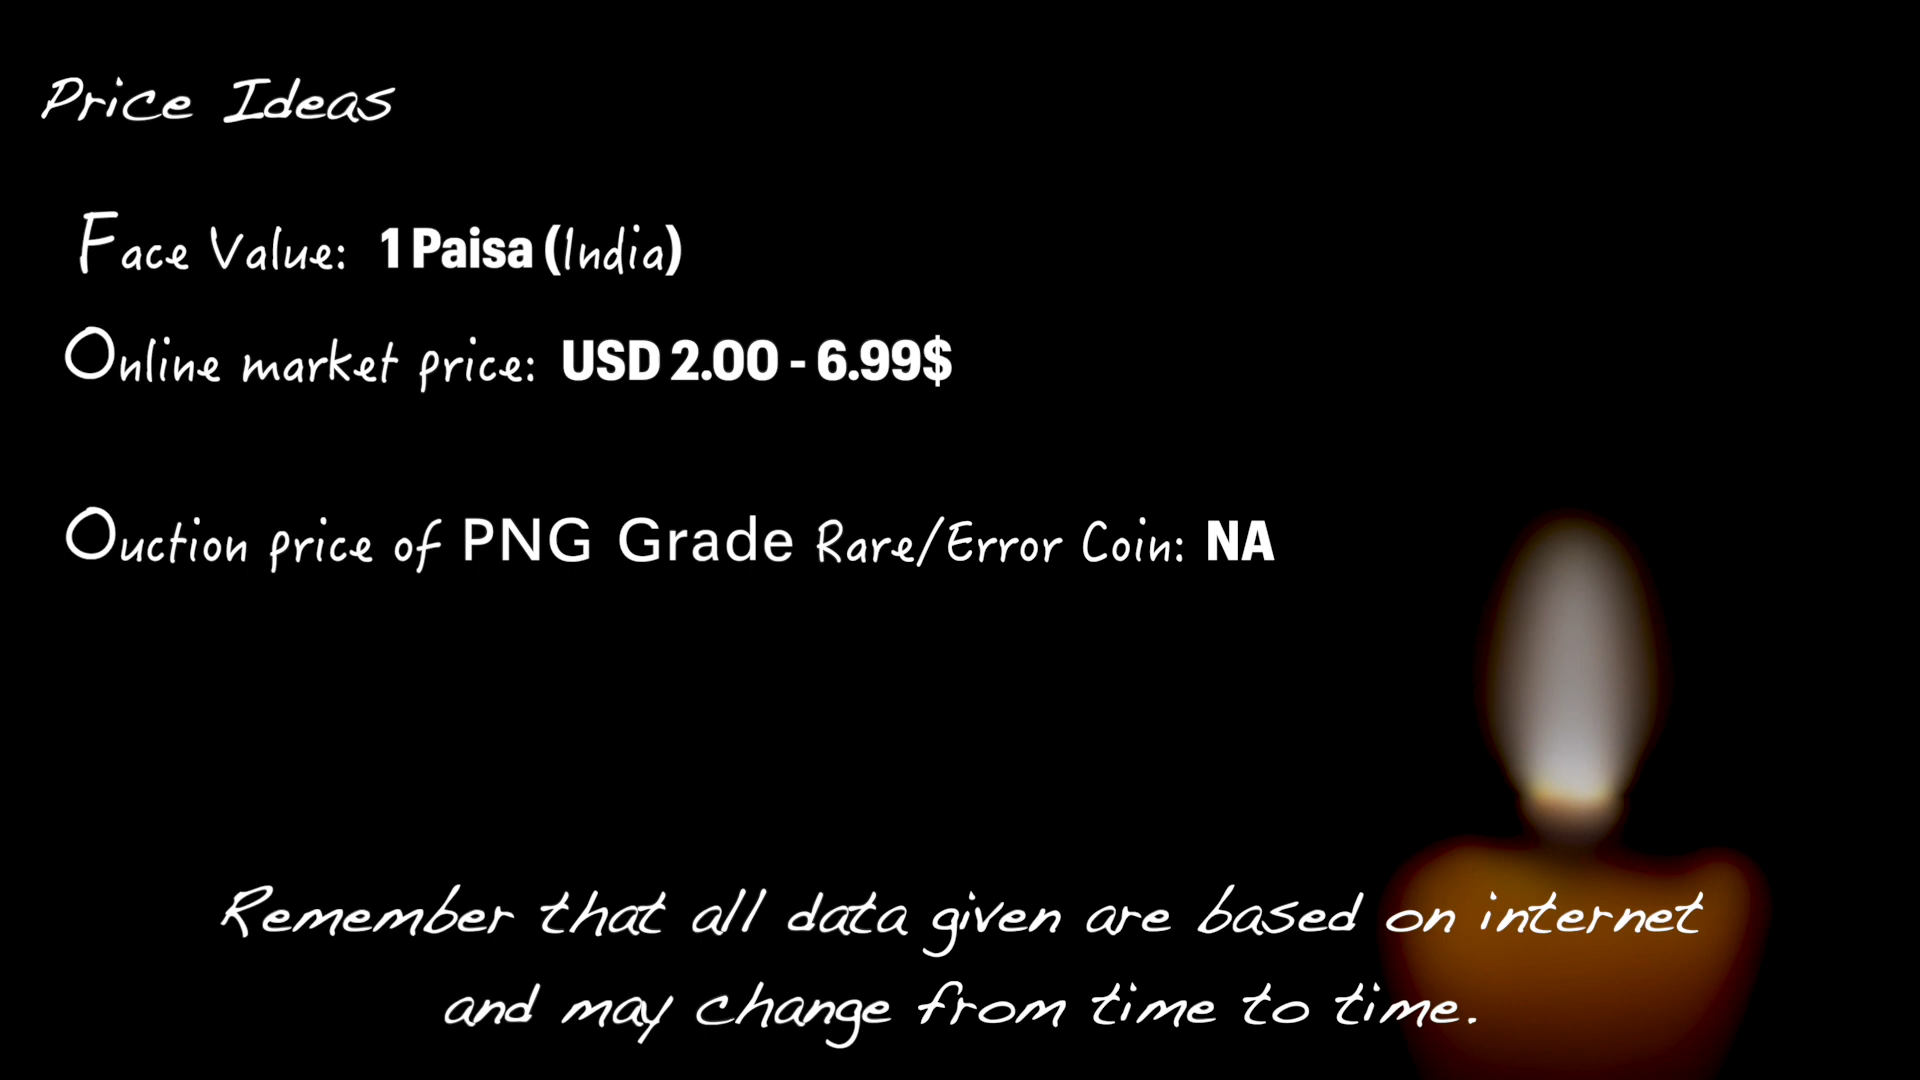 Price Ideas
Face Value: 1 Paisa (India)
Online market price: USD 2.00 - 6.99$
Ouction price of PNG Grade Rare/Error Coin: NA
Remember that all data given are based on internet
and may change from time to time.